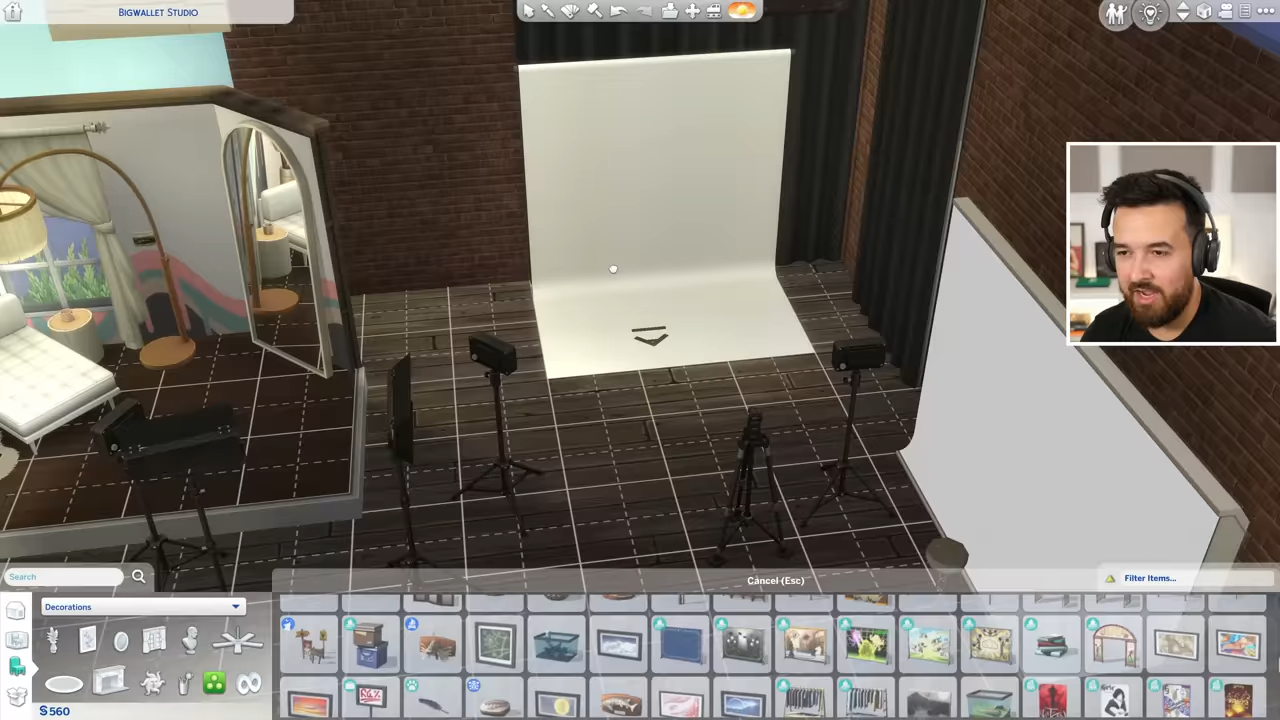 BIGWALLET STUDIO
Cancel (Esc)
Search
Filter Items...
Decorations
$560